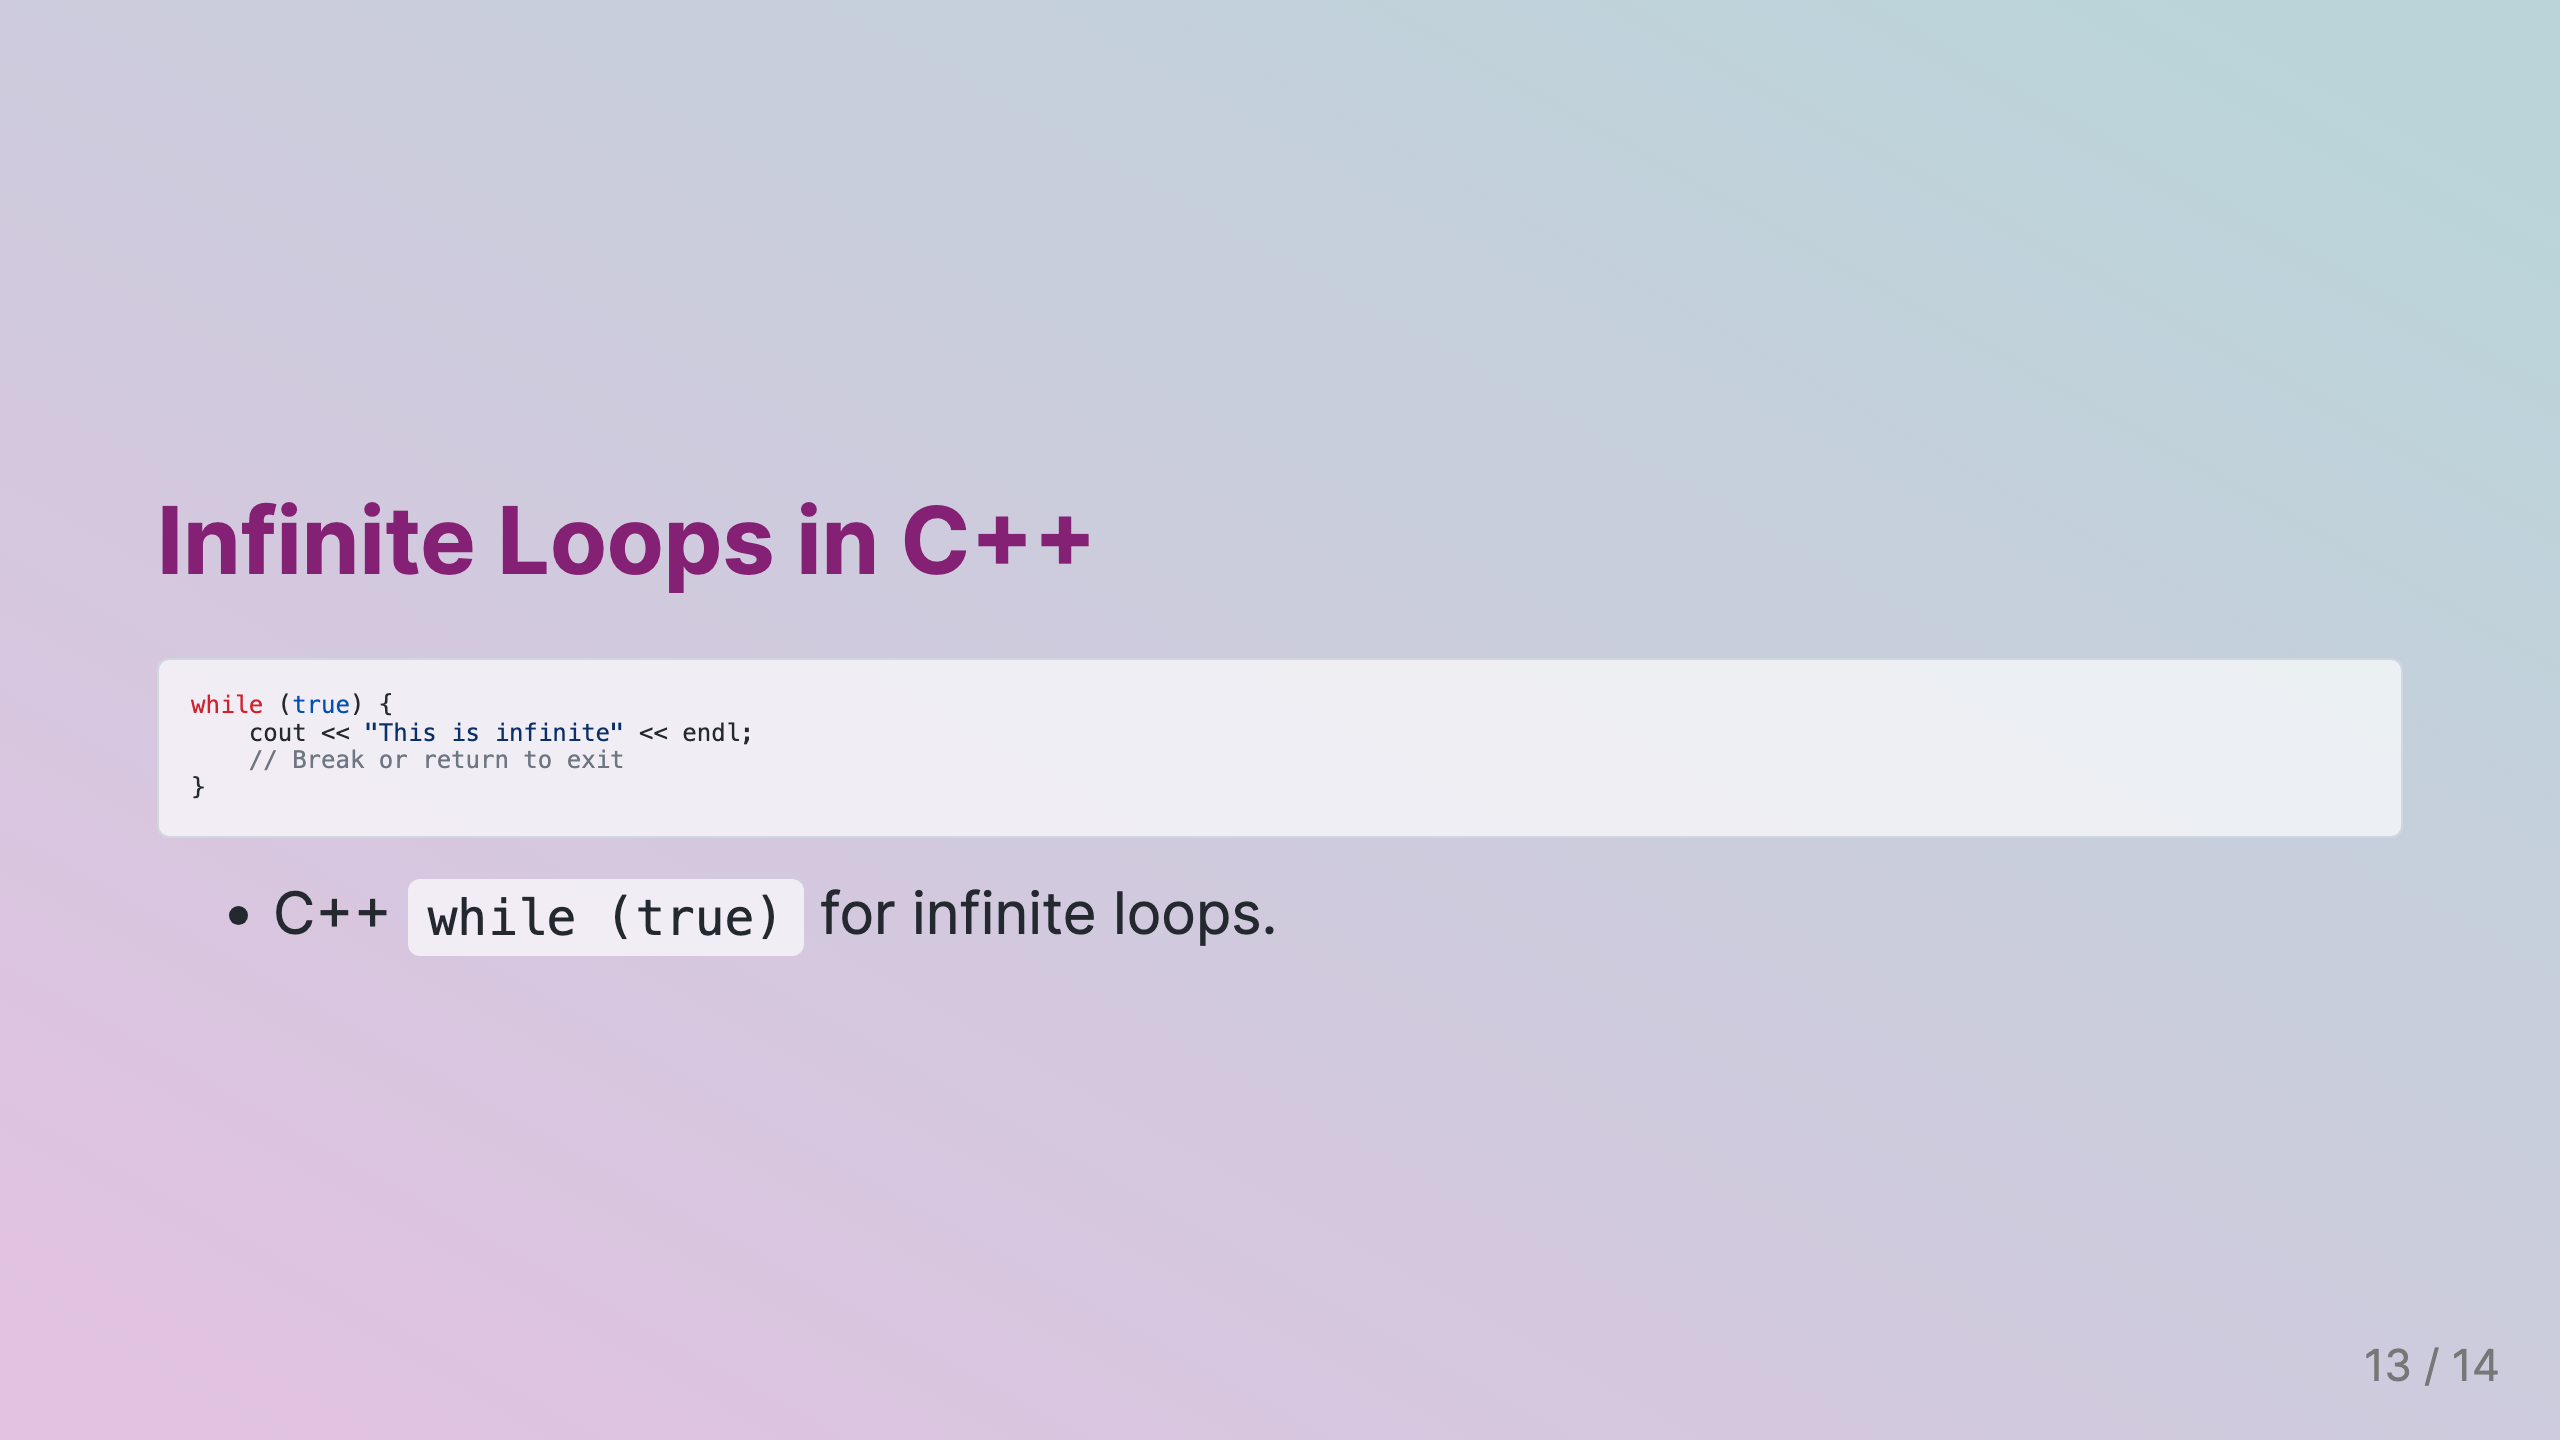 Infinite Loops in C++
while (true) {
    cout << "This is infinite" << endl;
    // Break or return to exit
}
• C++ while (true) for infinite loops.
13 / 14